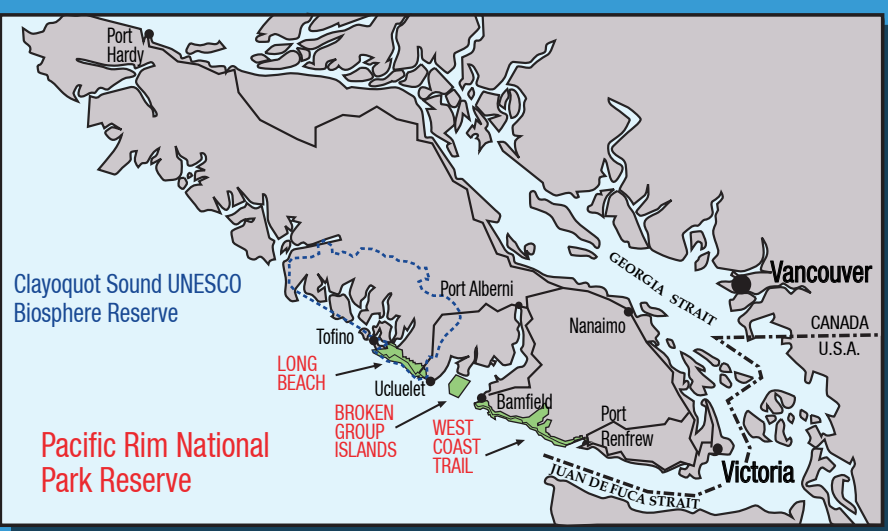 Port
Hardy
GEORGIA STRAIT
Vancouver
Clayoquot Sound UNESCO
Biosphere Reserve
Port Alberni
Nanaimo
CANADA
U.S.A.
Tofino
LONG
BEACH
Ucluelet
BROKEN
GROUP
ISLANDS
Bamfield
WEST
COAST
TRAIL
Port
Renfrew
Pacific Rim National
Park Reserve
Victoria
JUAN DE FUCA STRAIT